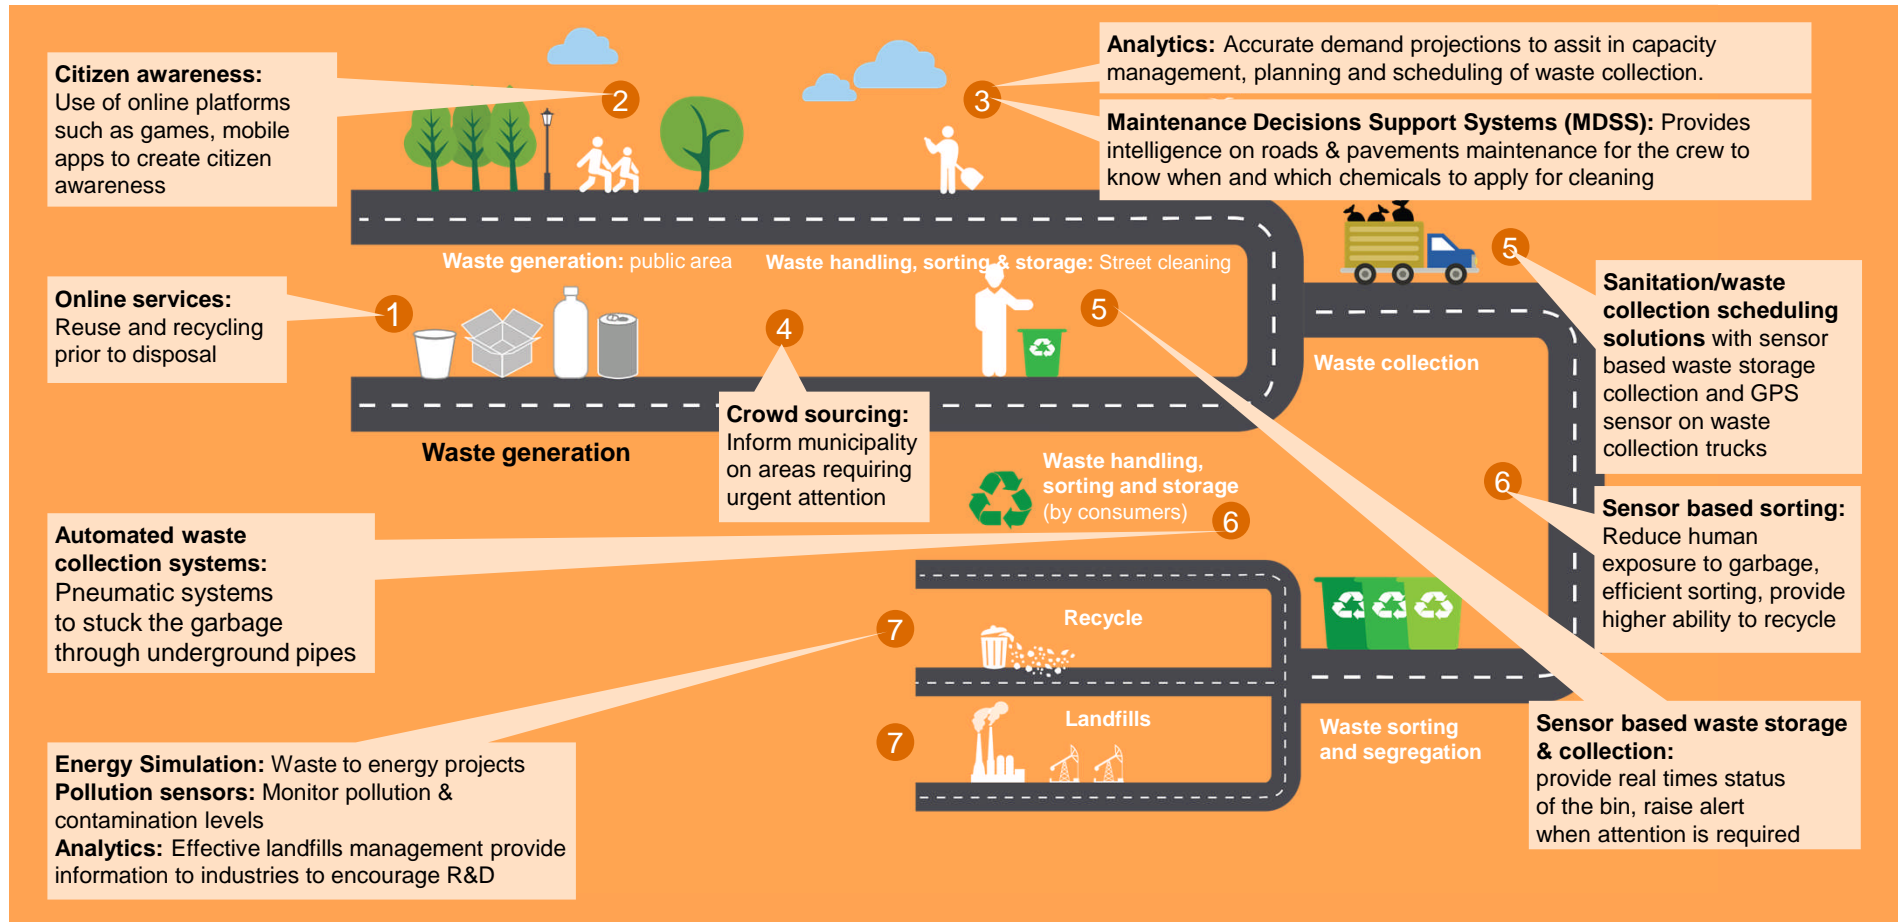 Citizen awareness:
Use of online platforms
such as games, mobile
apps to create citizen
awareness
2
3
Analytics: Accurate demand projections to assit in capacity
management, planning and scheduling of waste collection.
Maintenance Decisions Support Systems (MDSS): Provides
intelligence on roads & pavements maintenance for the crew to
know when and which chemicals to apply for cleaning
Waste generation: public area
Waste handling, sorting & storage: Street cleaning
5
Sanitation/waste
collection scheduling
solutions with sensor
based waste storage
collection and GPS
sensor on waste
collection trucks
Waste collection
Online services:
Reuse and recycling
prior to disposal
1
4
5
Crowd sourcing:
Inform municipality
on areas requiring
urgent attention
Waste generation
Waste handling,
sorting and storage
(by consumers)
6
6
Sensor based sorting:
Reduce human
exposure to garbage,
efficient sorting, provide
higher ability to recycle
Automated waste
collection systems:
Pneumatic systems
to stuck the garbage
through underground pipes
7
Recycle
7
Landfills
Waste sorting
and segregation
Sensor based waste storage
& collection:
provide real times status
of the bin, raise alert
when attention is required
Energy Simulation: Waste to energy projects
Pollution sensors: Monitor pollution &
contamination levels
Analytics: Effective landfills management provide
information to industries to encourage R&D